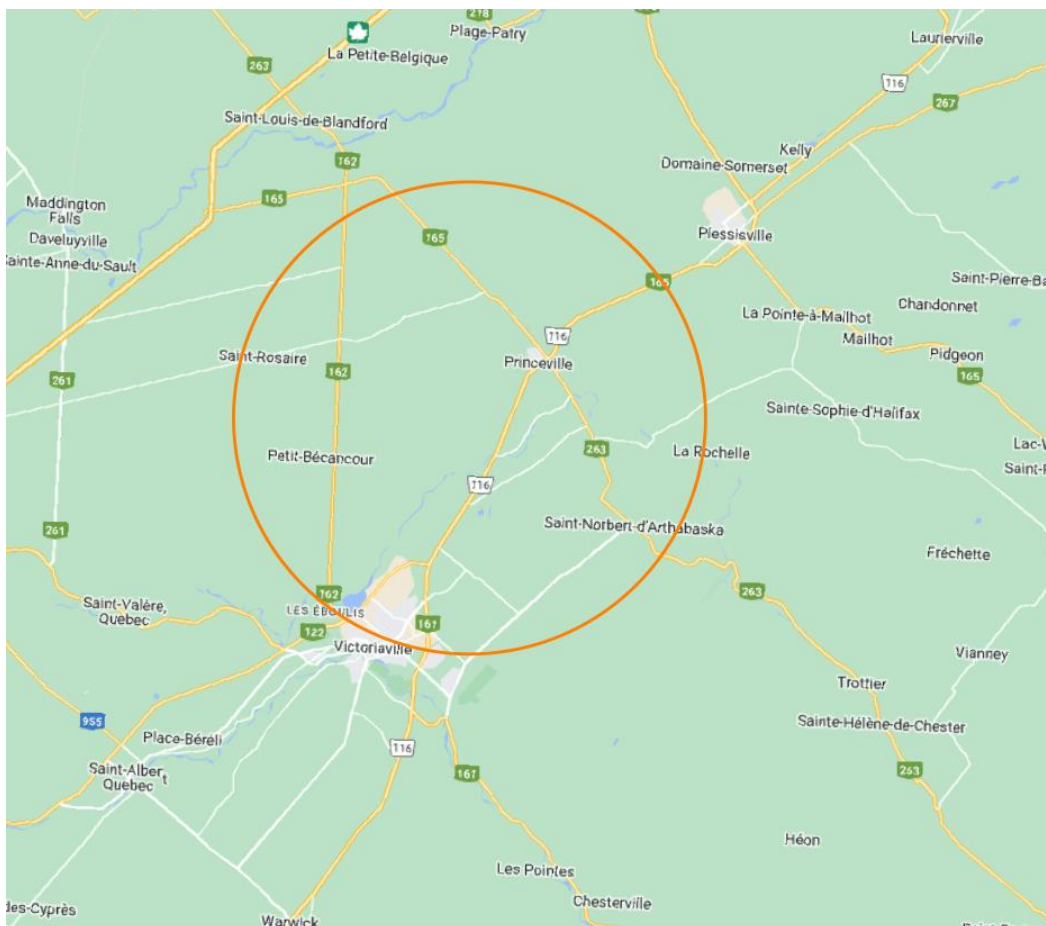 218
Plage-Patry
Laurierville
La Petite-Belgique
263
116
267
Saint-Louis-de-Blandford
Kelly
162
Domaine-Somerset
165
Maddington
Falls
Daveluyville
Sainte-Anne-du-Sault
165
Plessisville
165
Saint-Pierre-Ba
Chandonnet
La Pointe-à-Mailhot
Mailhot
116
Princeville
Pidgeon
Saint-Rosaire
162
261
165
Sainte-Sophie-d'Halifax
263
La Rochelle
Lac-W
Petit-Bécancour
116
261
Saint-Norbert-d'Arthabaska
Fréchette
162
263
Saint-Valère,
Quebec
LES ÉBOULIS
122
161
Victoriaville
Vianney
Trottier
955
Sainte-Hélène-de-Chester
Place-Béreli
116
Saint-Albert
Quebec
161
263
Héon
Les Pointes
Chesterville
des-Cyprès
Warwick